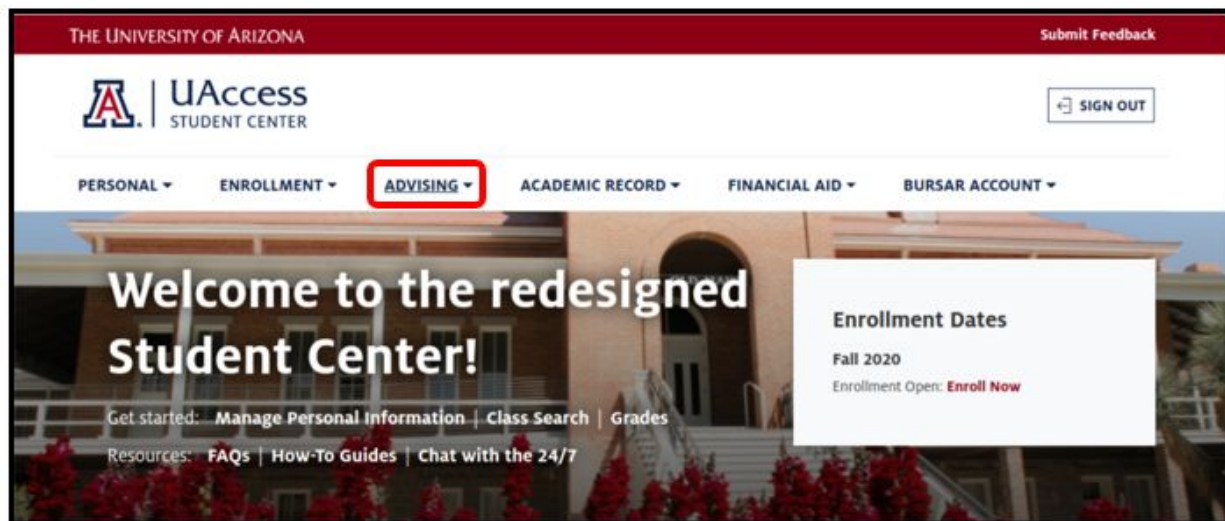 THE UNIVERSITY OF ARIZONA
Submit Feedback
A
UAccess
STUDENT CENTER
SIGN OUT
PERSONAL
ENROLLMENT
ADVISING
ACADEMIC RECORD
FINANCIAL AID
BURSAR ACCOUNT
Welcome to the redesigned
Student Center!
Get started: Manage Personal Information | Class Search | Grades
Resources: FAQs | How-To Guides | Chat with the 24/7
Enrollment Dates
Fall 2020
Enrollment Open: Enroll Now